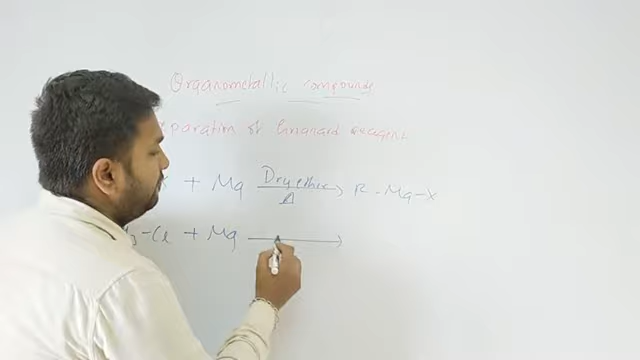 Organometallic compounds
paration of Grignard reagent
+ Mg Dry ether Δ R - Mg - X
- Cl + Mg